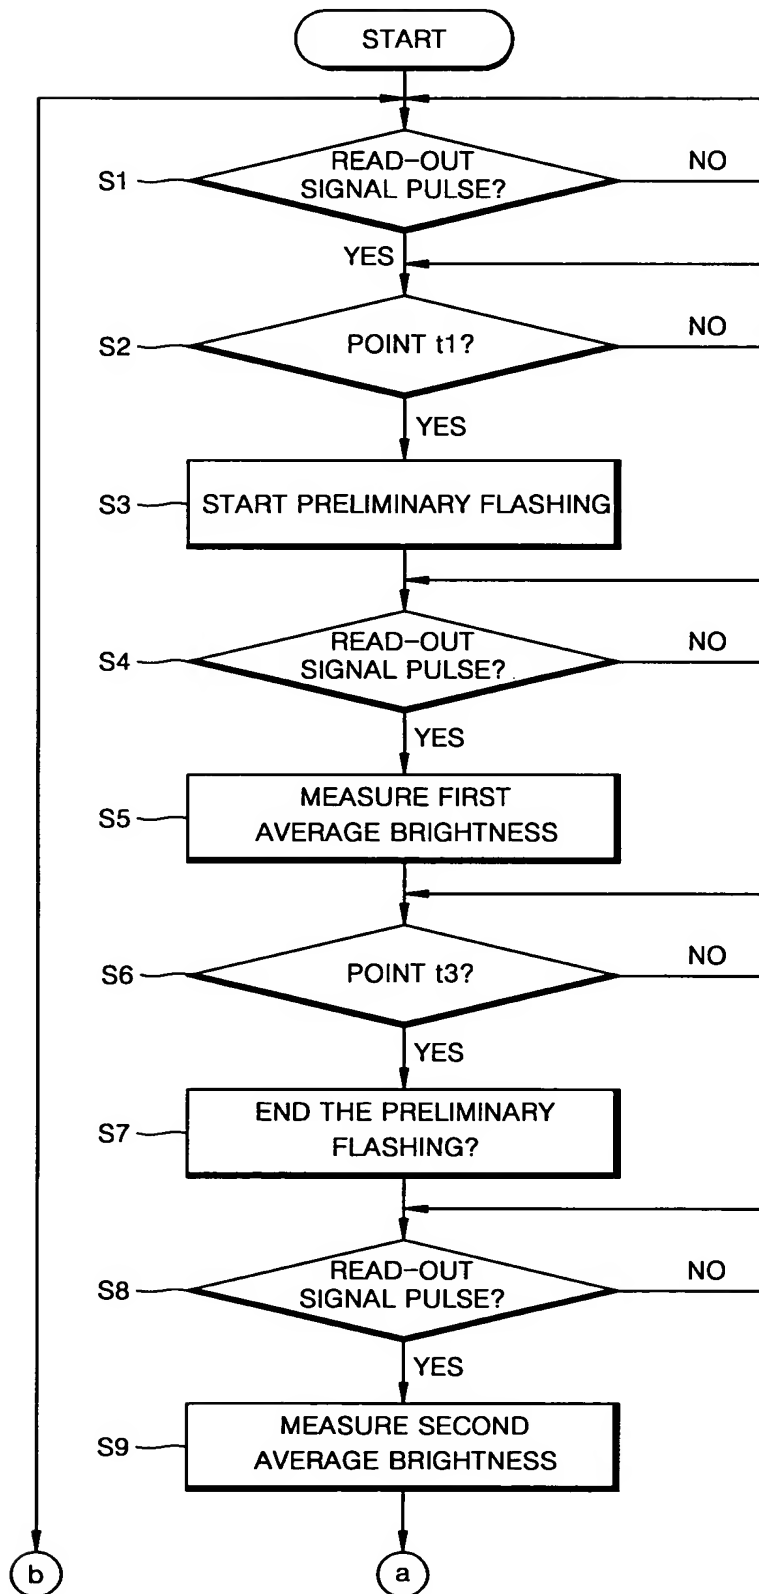 START
S1
READ-OUT
SIGNAL PULSE?
NO
YES
S2
POINT t1?
NO
YES
S3
START PRELIMINARY FLASHING
S4
READ-OUT
SIGNAL PULSE?
NO
YES
S5
MEASURE FIRST
AVERAGE BRIGHTNESS
S6
POINT t3?
NO
YES
S7
END THE PRELIMINARY
FLASHING?
S8
READ-OUT
SIGNAL PULSE?
NO
YES
S9
MEASURE SECOND
AVERAGE BRIGHTNESS
b
a